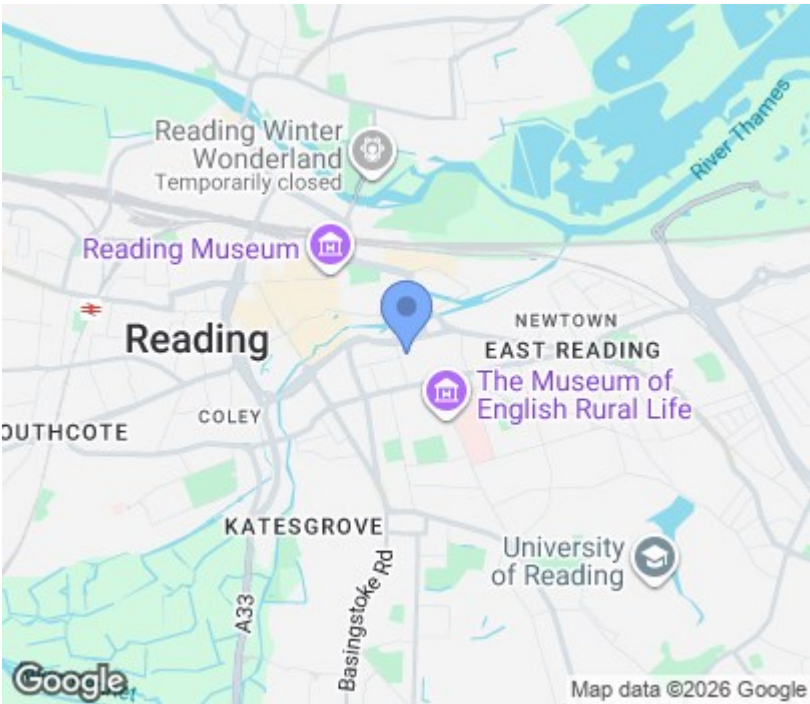 River Thames
Reading Winter
Wonderland
Temporarily closed
Reading Museum
NEWTOWN
Reading
EAST READING
The Museum of
English Rural Life
COLEY
OUTHCOTE
KATESGROVE
University
of Reading
Basingstoke Rd
A33
Google
Map data ©2026 Google